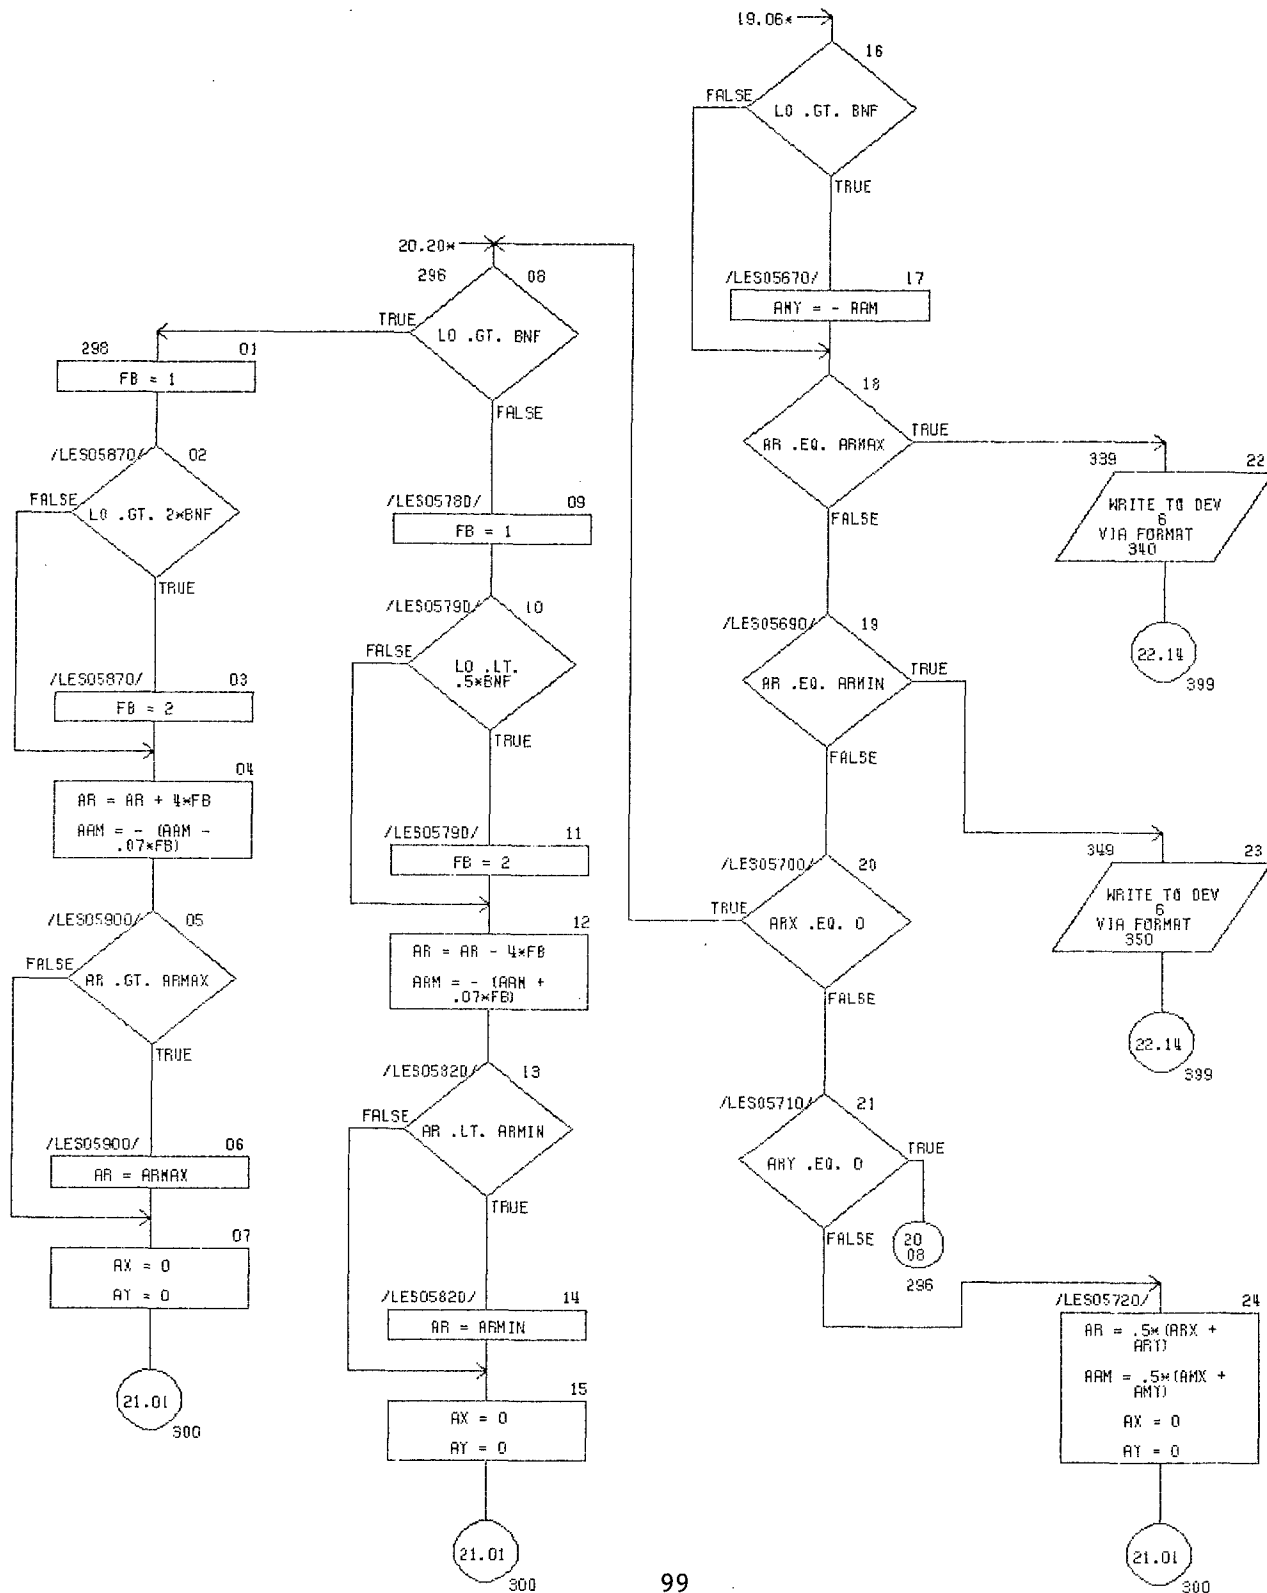 298
01
FB = 1
/LES05870/
02
FALSE
LO .GT. 2*BNF
TRUE
/LES05870/
03
FB = 2
04
AR = AR + 4*FB
AAM = - (AAM -
.07*FB)
/LES05900/
05
FALSE
AR .GT. ARMAX
TRUE
/LES05900/
06
AR = ARMAX
07
AX = 0
AY = 0
21.01
300
20.20*
296
08
TRUE
LO .GT. BNF
FALSE
/LES05780/
09
FB = 1
/LES05790/
10
FALSE
LO .LT.
.5*BNF
TRUE
/LES05790/
11
FB = 2
12
AR = AR - 4*FB
AAM = - (AAM +
.07*FB)
/LES05820/
13
FALSE
AR .LT. ARMIN
TRUE
/LES05820/
14
AR = ARMIN
15
AX = 0
AY = 0
21.01
300
19.06*
16
FALSE
LO .GT. BNF
TRUE
/LES05670/
17
AMY = - AAM
18
AR .EQ. ARMAX
TRUE
FALSE
/LES05690/
19
AR .EQ. ARMIN
TRUE
FALSE
/LES05700/
20
TRUE
ARX .EQ. 0
FALSE
/LES05710/
21
AMY .EQ. 0
TRUE
FALSE
20
08
296
339
22
WRITE TO DEV
6
VIA FORMAT
340
22.14
399
349
23
WRITE TO DEV
6
VIA FORMAT
350
22.14
399
/LES05720/
24
AR = .5*(ARX +
ARY)
AAM = .5*(AMX +
AMY)
AX = 0
AY = 0
21.01
300
99